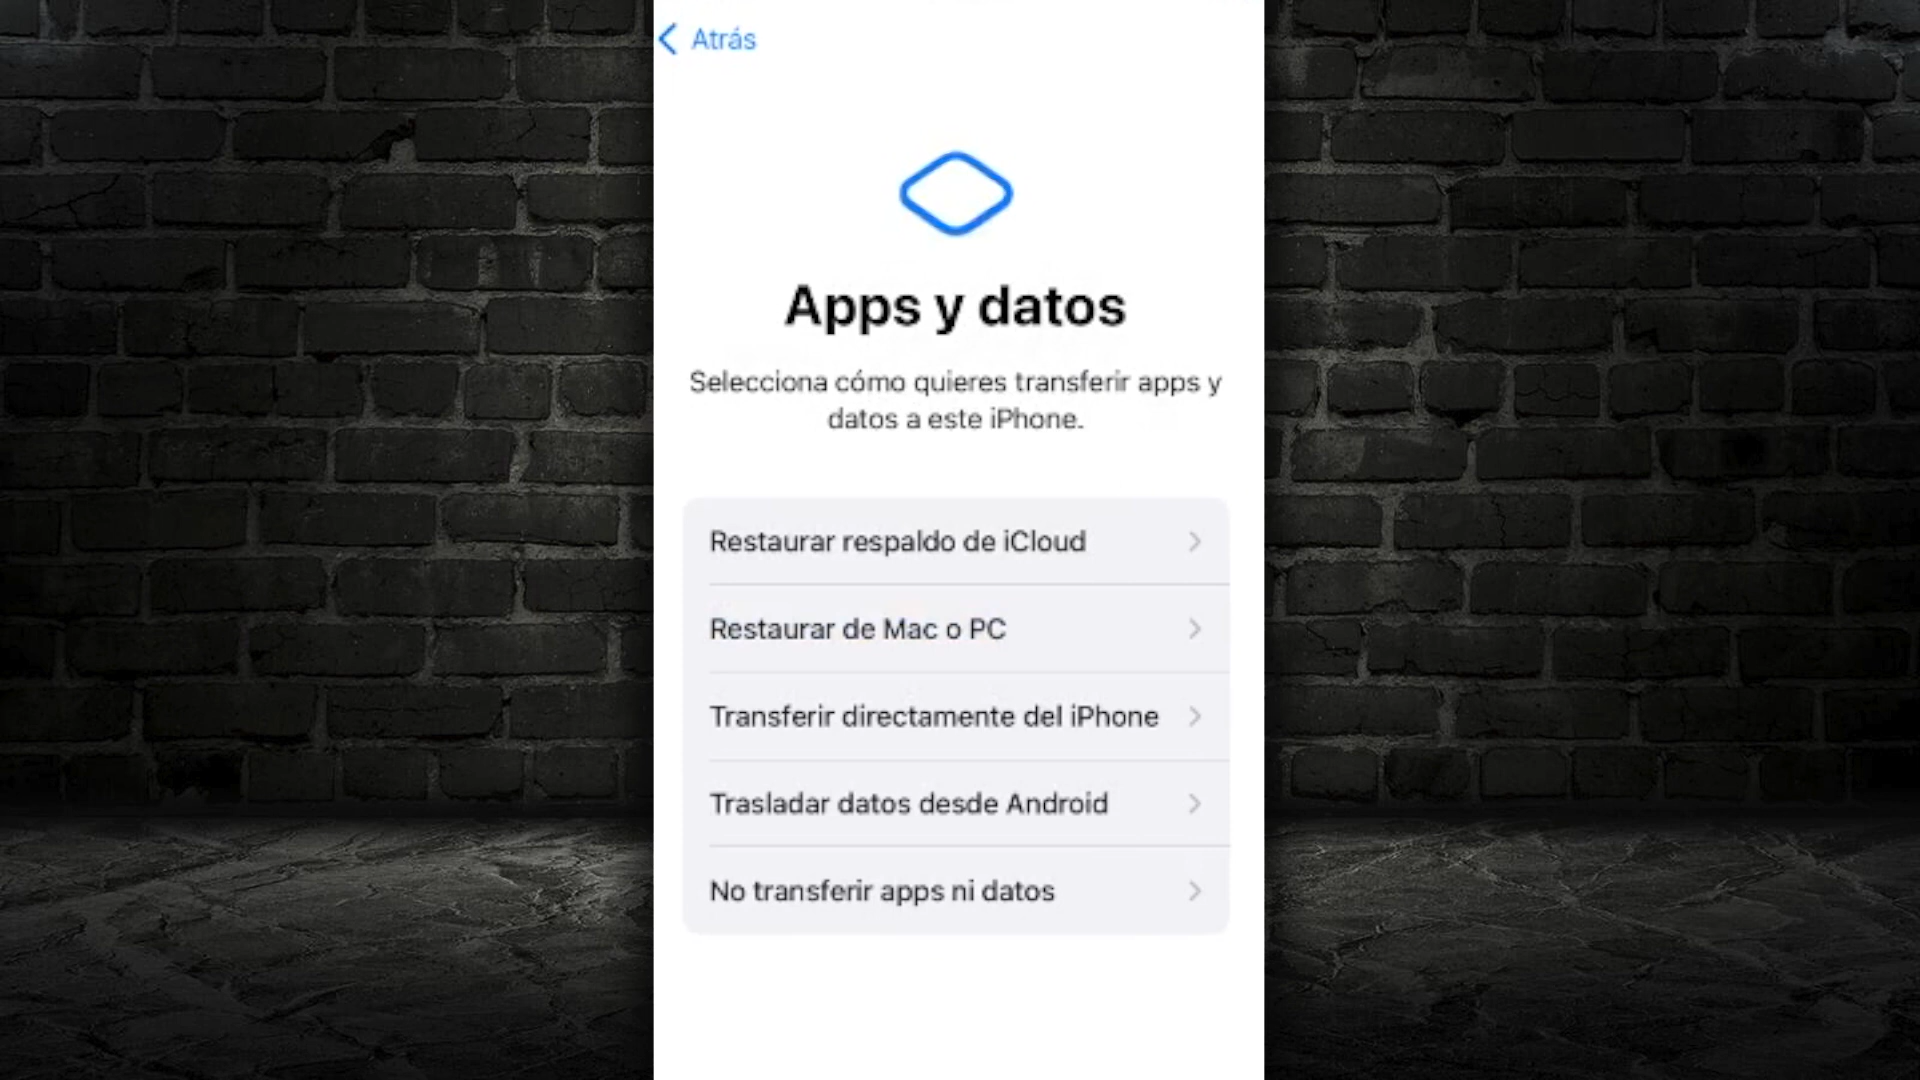 Atrás
Apps y datos
Selecciona cómo quieres transferir apps y
datos a este iPhone.
Restaurar respaldo de iCloud
Restaurar de Mac o PC
Transferir directamente del iPhone
Trasladar datos desde Android
No transferir apps ni datos